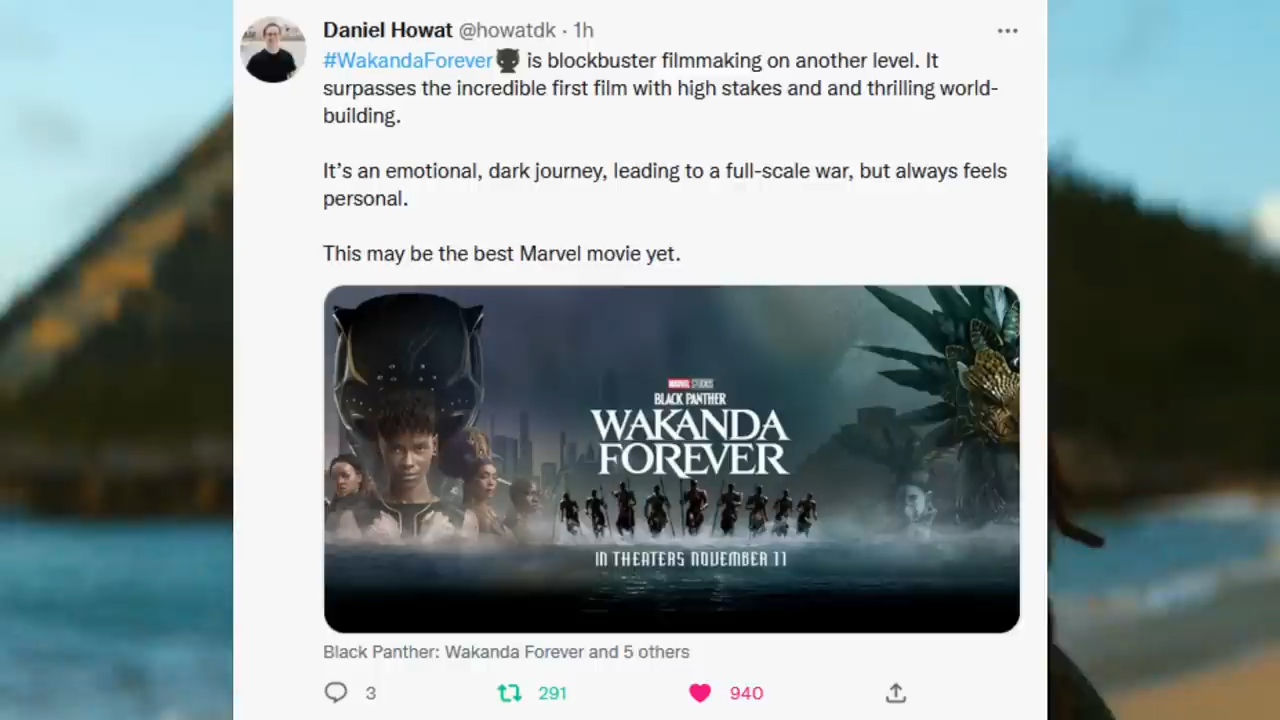 Daniel Howat @howatdk · 1h
#WakandaForever is blockbuster filmmaking on another level. It
surpasses the incredible first film with high stakes and and thrilling world-
building.
It’s an emotional, dark journey, leading to a full-scale war, but always feels
personal.
This may be the best Marvel movie yet.
MARVEL STUDIOS
BLACK PANTHER
WAKANDA
FOREVER
IN THEATERS NOVEMBER 11
Black Panther: Wakanda Forever and 5 others
3 291 940